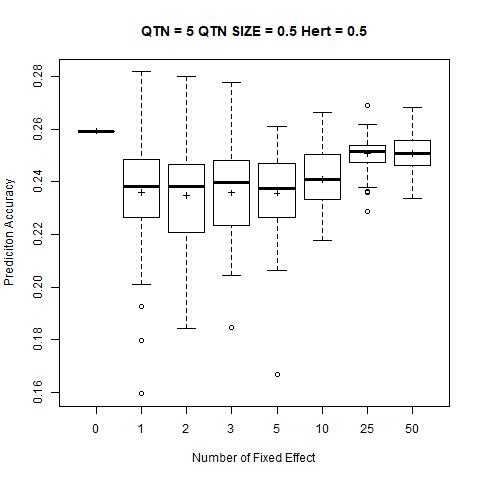 QTN = 5 QTN SIZE = 0.5 Hert = 0.5
Prediciton Accuracy
0.28
0.26
0.24
0.22
0.20
0.18
0.16
0 1 2 3 5 10 25 50
Number of Fixed Effect